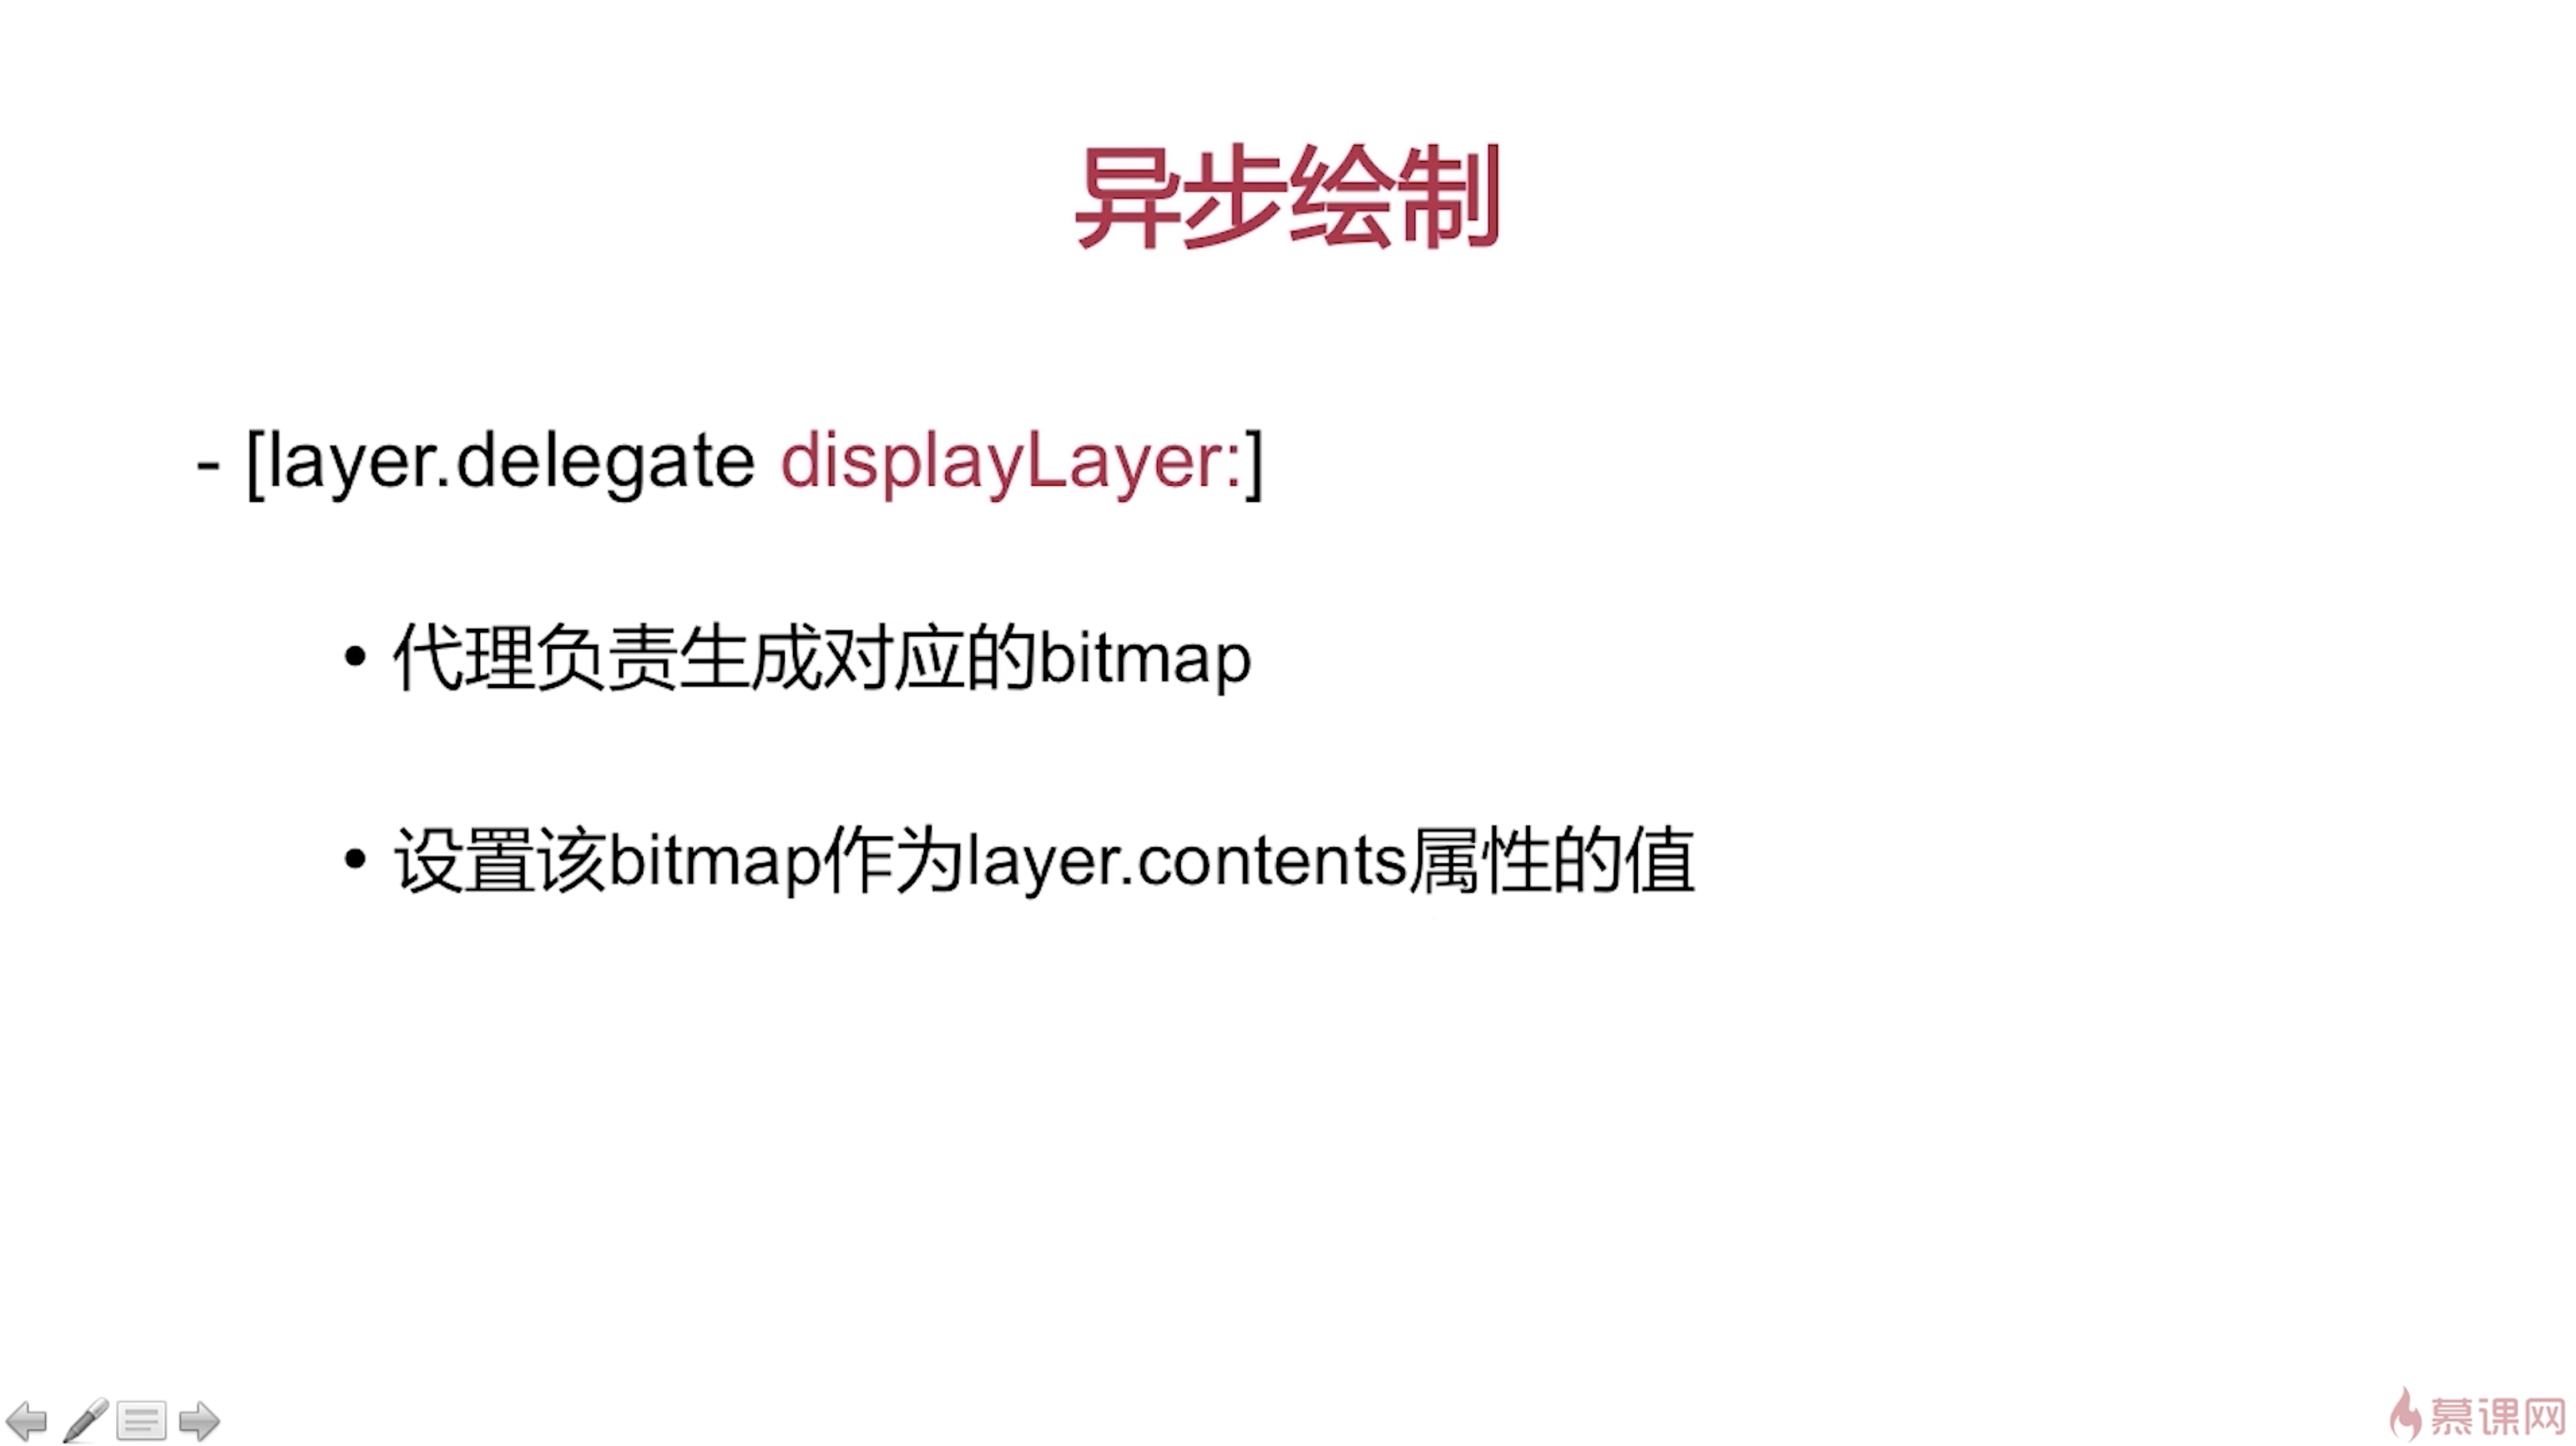 异步绘制
- [layer.delegate displayLayer:]
• 代理负责生成对应的bitmap
• 设置该bitmap作为layer.contents属性的值
慕课网